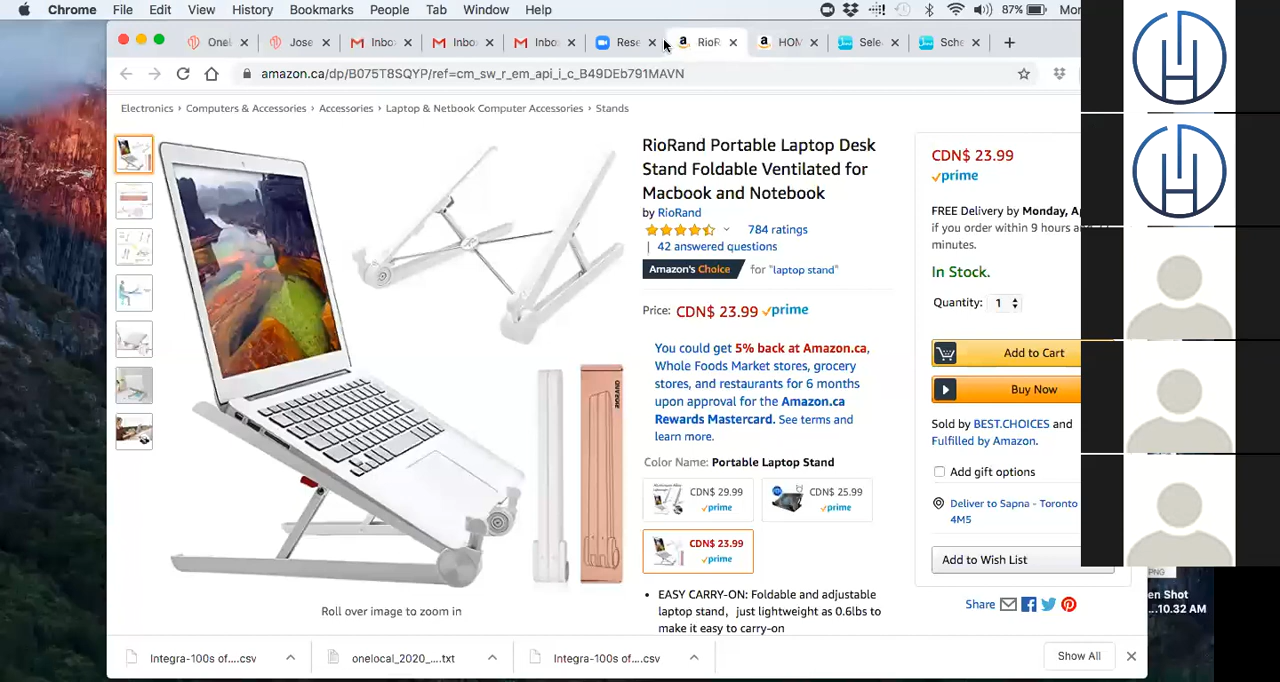 Chrome File Edit View History Bookmarks People Tab Window Help 87% Mor
Onel Jose Inbo Inbo Inbo Rese RioR HOM Sele Sche
amazon.ca/dp/B075T8SQYP/ref=cm_sw_r_em_api_i_c_B49DEb791MAVN
Electronics › Computers & Accessories › Accessories › Laptop & Netbook Computer Accessories › Stands
RioRand Portable Laptop Desk
Stand Foldable Ventilated for
Macbook and Notebook
by RioRand
784 ratings
| 42 answered questions
Amazon's Choice for "laptop stand"
Price: CDN$ 23.99 prime
You could get 5% back at Amazon.ca,
Whole Foods Market stores, grocery
stores, and restaurants for 6 months
upon approval for the Amazon.ca
Rewards Mastercard. See terms and
learn more.
Color Name: Portable Laptop Stand
CDN$ 29.99
prime
CDN$ 25.99
prime
CDN$ 23.99
prime
• EASY CARRY-ON: Foldable and adjustable
laptop stand，just lightweight as 0.6lbs to
make it easy to carry-on
Roll over image to zoom in
CDN$ 23.99
prime
FREE Delivery by Monday, Ap
if you order within 9 hours a
minutes.
In Stock.
Quantity: 1
Add to Cart
Buy Now
Sold by BEST.CHOICES and
Fulfilled by Amazon.
Add gift options
Deliver to Sapna - Toronto
4M5
Add to Wish List
Share
PNG
en Shot
...10.32 AM
Integra-100s of....csv onelocal_2020_....txt Integra-100s of....csv Show All